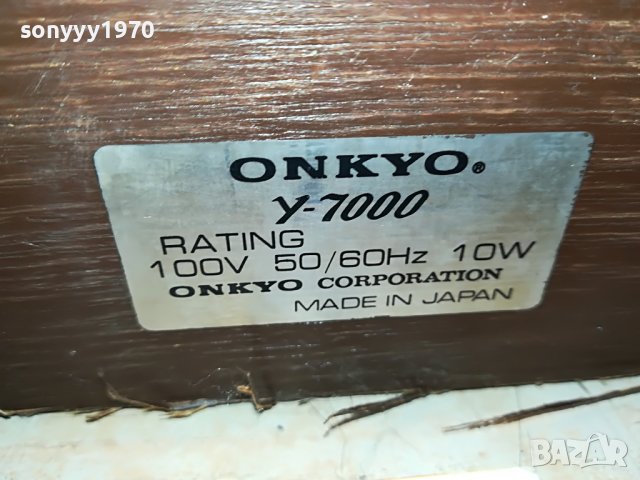 sonyyy1970
ONKYO®
Y-7000
RATING
100V 50/60Hz 10W
ONKYO CORPORATION
MADE IN JAPAN
BAZAR